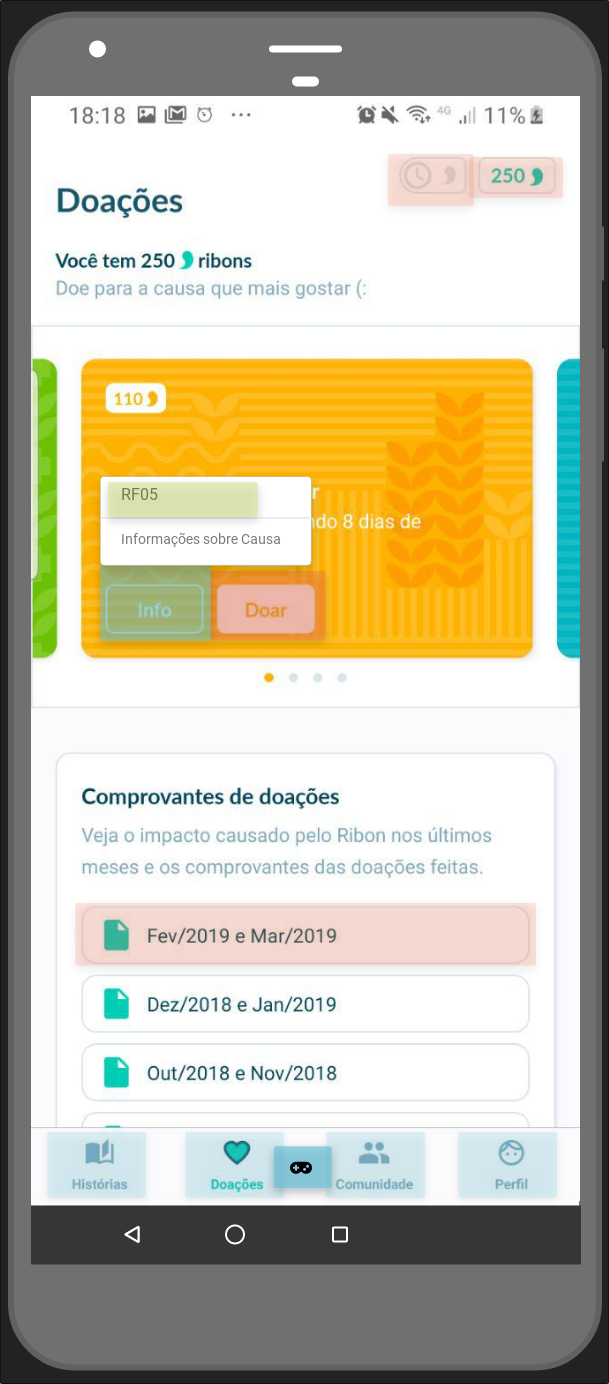 18:18
4G
11%
250
Doações
Você tem 250 ribons
Doe para a causa que mais gostar (:
110
RF05
r
ndo 8 dias de
Informações sobre Causa
Info
Doar
Comprovantes de doações
Veja o impacto causado pelo Ribon nos últimos
meses e os comprovantes das doações feitas.
Fev/2019 e Mar/2019
Dez/2018 e Jan/2019
Out/2018 e Nov/2018
Histórias
Doações
Comunidade
Perfil